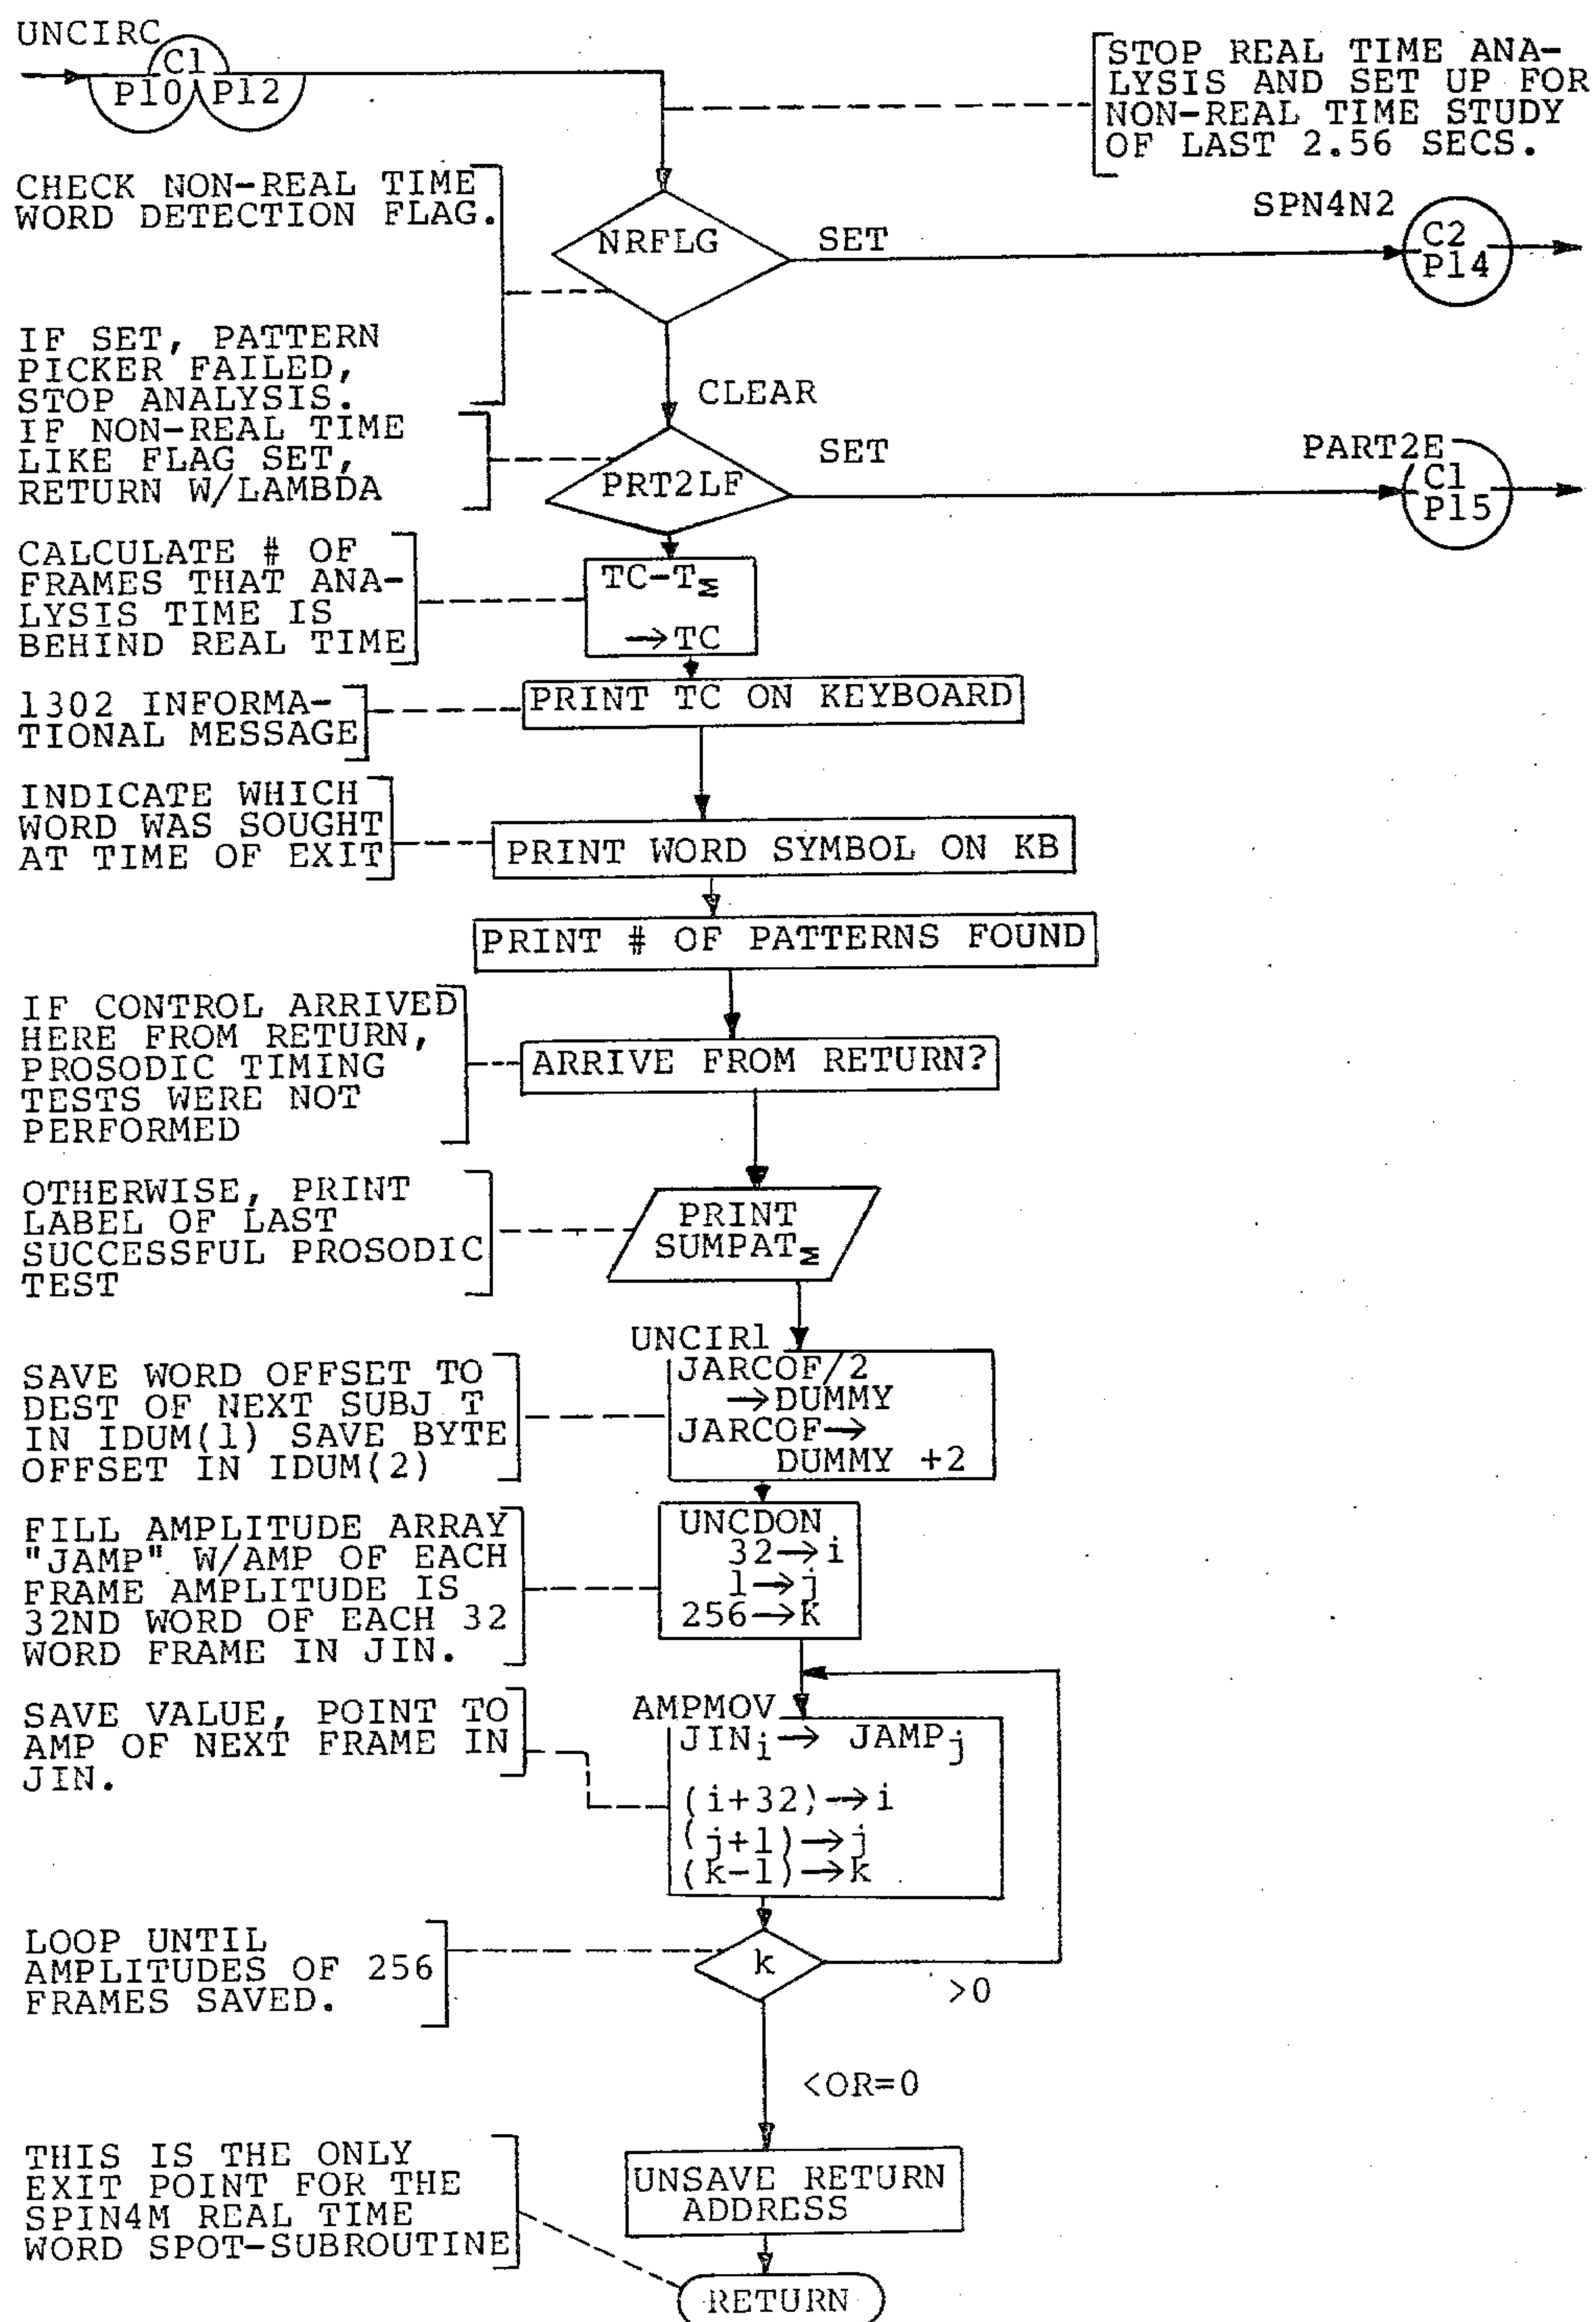 UNCIRC
C1
P10 P12
STOP REAL TIME ANA-
LYSIS AND SET UP FOR
NON-REAL TIME STUDY
OF LAST 2.56 SECS.
CHECK NON-REAL TIME
WORD DETECTION FLAG.
NRFLG
SET
SPN4N2
C2
P14
IF SET, PATTERN
PICKER FAILED,
STOP ANALYSIS.
CLEAR
IF NON-REAL TIME
LIKE FLAG SET,
RETURN W/LAMBDA
PRT2LF
SET
PART2E
C1
P15
CALCULATE # OF
FRAMES THAT ANA-
LYSIS TIME IS
BEHIND REAL TIME
TC-TΣ
→TC
1302 INFORMA-
TIONAL MESSAGE
PRINT TC ON KEYBOARD
INDICATE WHICH
WORD WAS SOUGHT
AT TIME OF EXIT
PRINT WORD SYMBOL ON KB
PRINT # OF PATTERNS FOUND
IF CONTROL ARRIVED
HERE FROM RETURN,
PROSODIC TIMING
TESTS WERE NOT
PERFORMED
ARRIVE FROM RETURN?
OTHERWISE, PRINT
LABEL OF LAST
SUCCESSFUL PROSODIC
TEST
PRINT
SUMPATΣ
UNCIR1
SAVE WORD OFFSET TO
DEST OF NEXT SUBJ T
IN IDUM(1) SAVE BYTE
OFFSET IN IDUM(2)
JARCOF/2
→DUMMY
JARCOF→
DUMMY +2
FILL AMPLITUDE ARRAY
"JAMP" W/AMP OF EACH
FRAME AMPLITUDE IS
32ND WORD OF EACH 32
WORD FRAME IN JIN.
UNCDON
32→i
1→j
256→K
SAVE VALUE, POINT TO
AMP OF NEXT FRAME IN
JIN.
AMPMOV
JINi→ JAMPj
(i+32)→i
(j+1)→j
(k-1)→k
LOOP UNTIL
AMPLITUDES OF 256
FRAMES SAVED.
k
>0
<OR=0
THIS IS THE ONLY
EXIT POINT FOR THE
SPIN4M REAL TIME
WORD SPOT-SUBROUTINE
UNSAVE RETURN
ADDRESS
RETURN